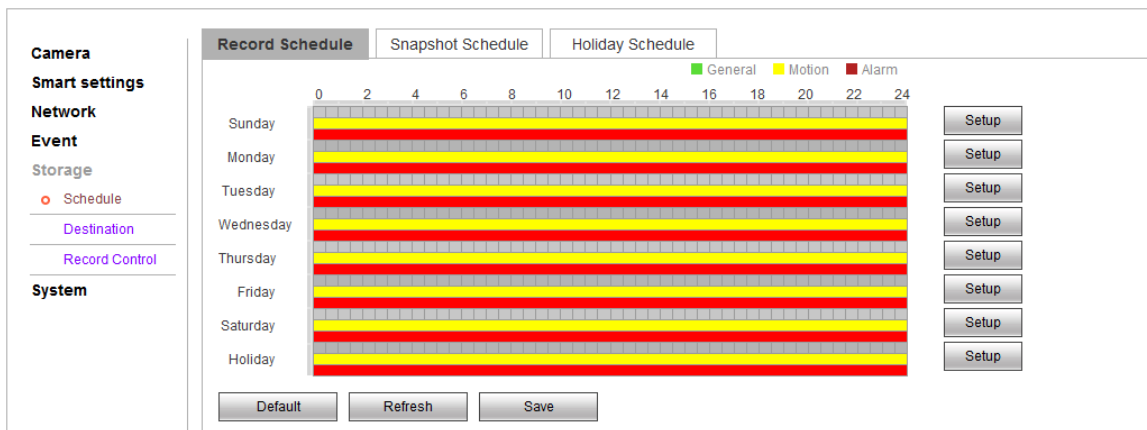 Camera
Smart settings
Network
Event
Storage
Schedule
Destination
Record Control
System
Record Schedule Snapshot Schedule Holiday Schedule
General Motion Alarm
0 2 4 6 8 10 12 14 16 18 20 22 24
Sunday Setup
Monday Setup
Tuesday Setup
Wednesday Setup
Thursday Setup
Friday Setup
Saturday Setup
Holiday Setup
Default Refresh Save